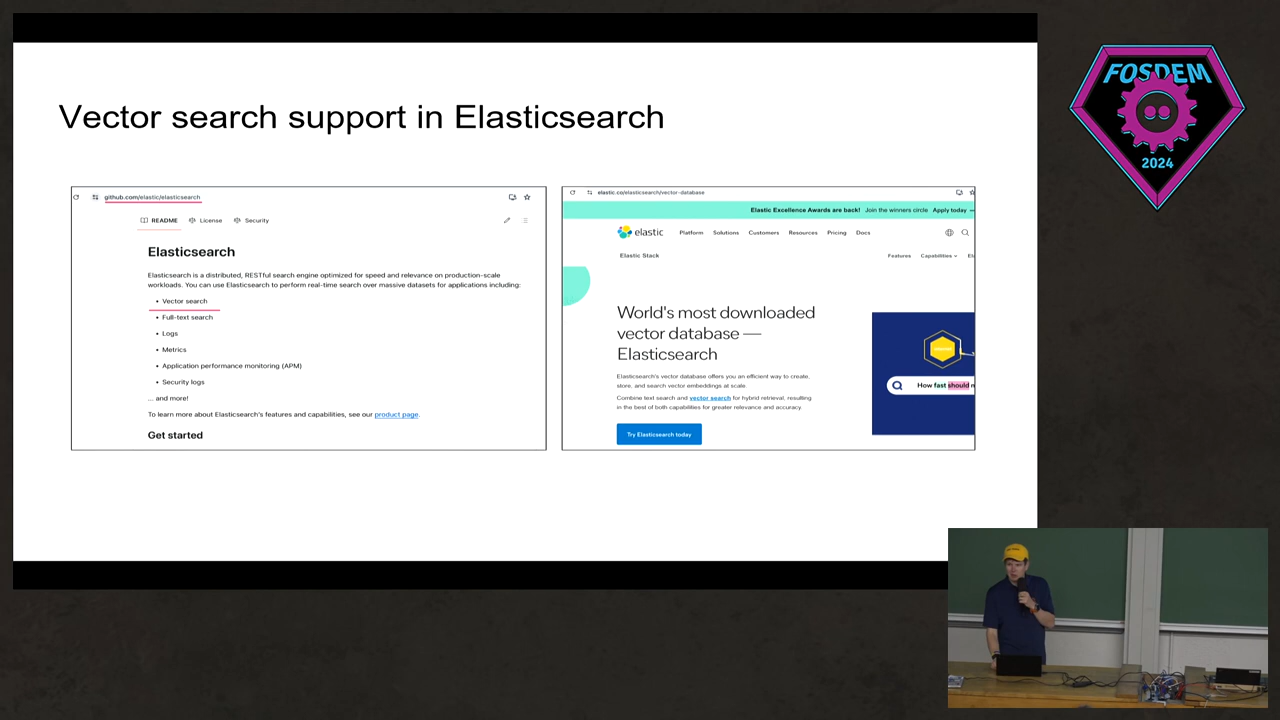 Vector search support in Elasticsearch
github.com/elastic/elasticsearch
README License Security
Elasticsearch
Elasticsearch is a distributed, RESTful search engine optimized for speed and relevance on production-scale
workloads. You can use Elasticsearch to perform real-time search over massive datasets for applications including:
• Vector search
• Full-text search
• Logs
• Metrics
• Application performance monitoring (APM)
• Security logs
... and more!
To learn more about Elasticsearch's features and capabilities, see our product page.
Get started
elastic.co/elasticsearch/vector-database
Elastic Excellence Awards are back! Join the winners circle Apply today
elastic Platform Solutions Customers Resources Pricing Docs
Elastic Stack Features Capabilities
World's most downloaded
vector database —
Elasticsearch
Elasticsearch's vector database offers you an efficient way to create,
store, and search vector embeddings at scale.
Combine text search and vector search for hybrid retrieval, resulting
in the best of both capabilities for greater relevance and accuracy.
Try Elasticsearch today
How fast should
FOSDEM
2024